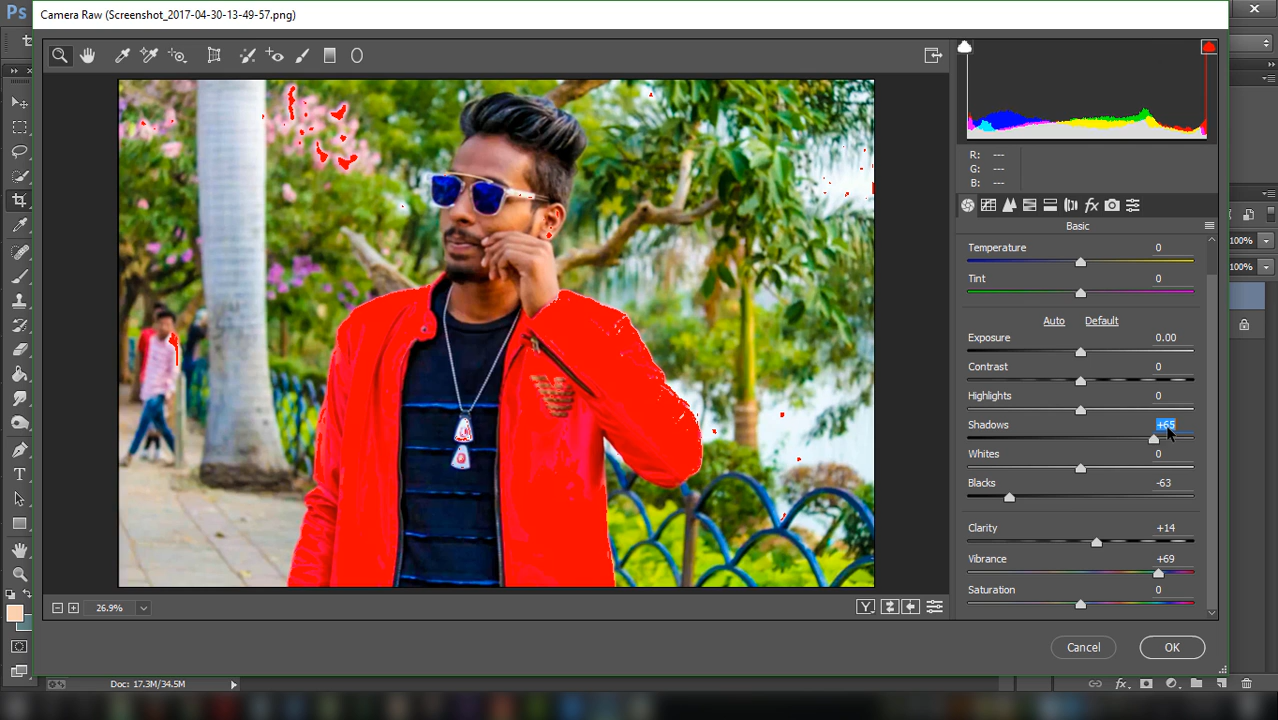 Ps
Camera Raw (Screenshot_2017-04-30-13-49-57.png)
R: ---
G: ---
B: ---
fx
Basic
100%
100%
Temperature 0
Tint 0
Auto Default
Exposure 0.00
Contrast 0
Highlights 0
Shadows +65
Whites 0
Blacks -63
Clarity +14
Vibrance +69
Saturation 0
26.9%
Y
Cancel OK
Doc: 17.3M/34.5M
fx